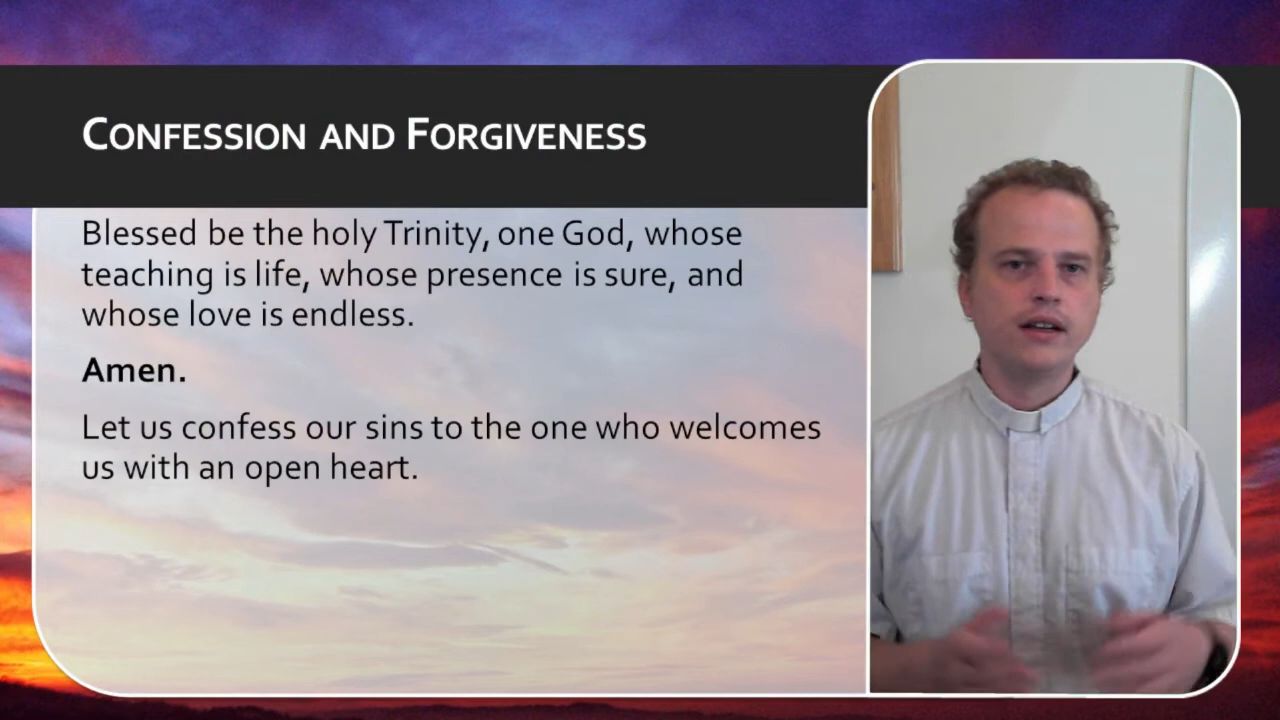 Confession and Forgiveness
Blessed be the holy Trinity, one God, whose
teaching is life, whose presence is sure, and
whose love is endless.
Amen.
Let us confess our sins to the one who welcomes
us with an open heart.